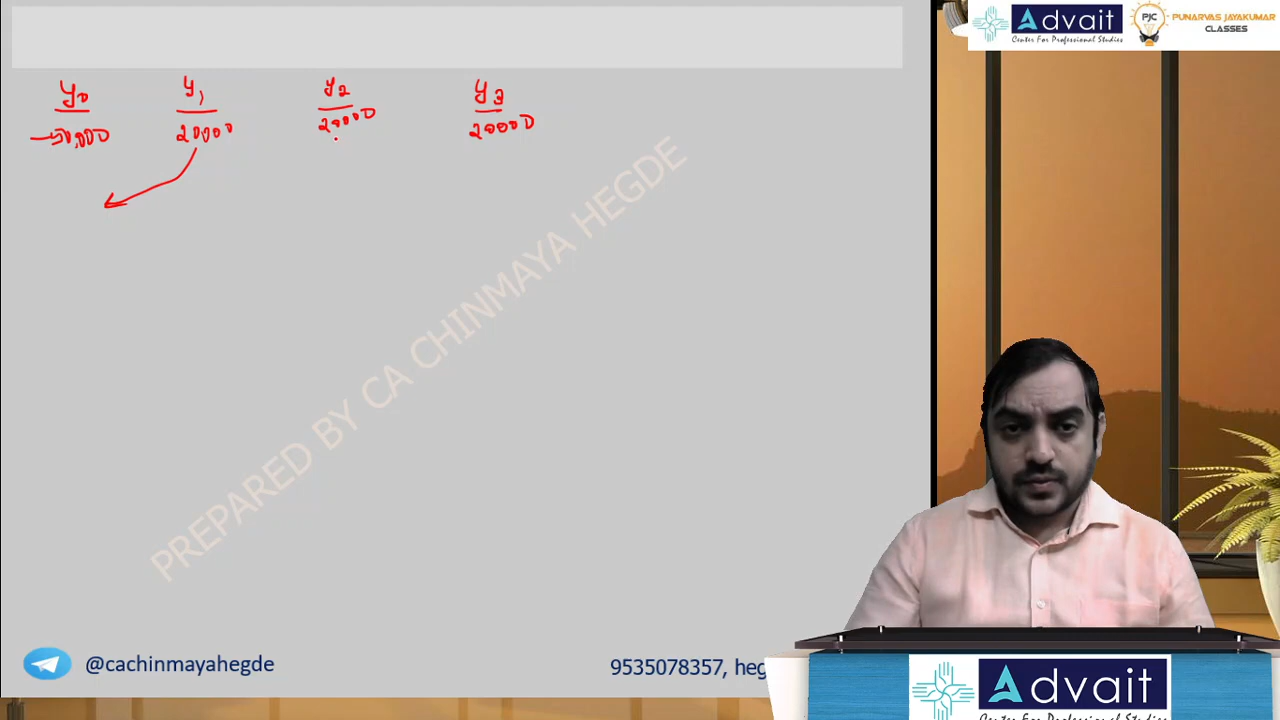 Advait
Center For Professional Studies
PJC
PUNARVAS JAYAKUMAR
CLASSES
y0 y1 y2 y3
20000 20000 20000
PREPARED BY CA CHINMAYA HEGDE
@cachinmayahegde
9535078357, heg
Advait